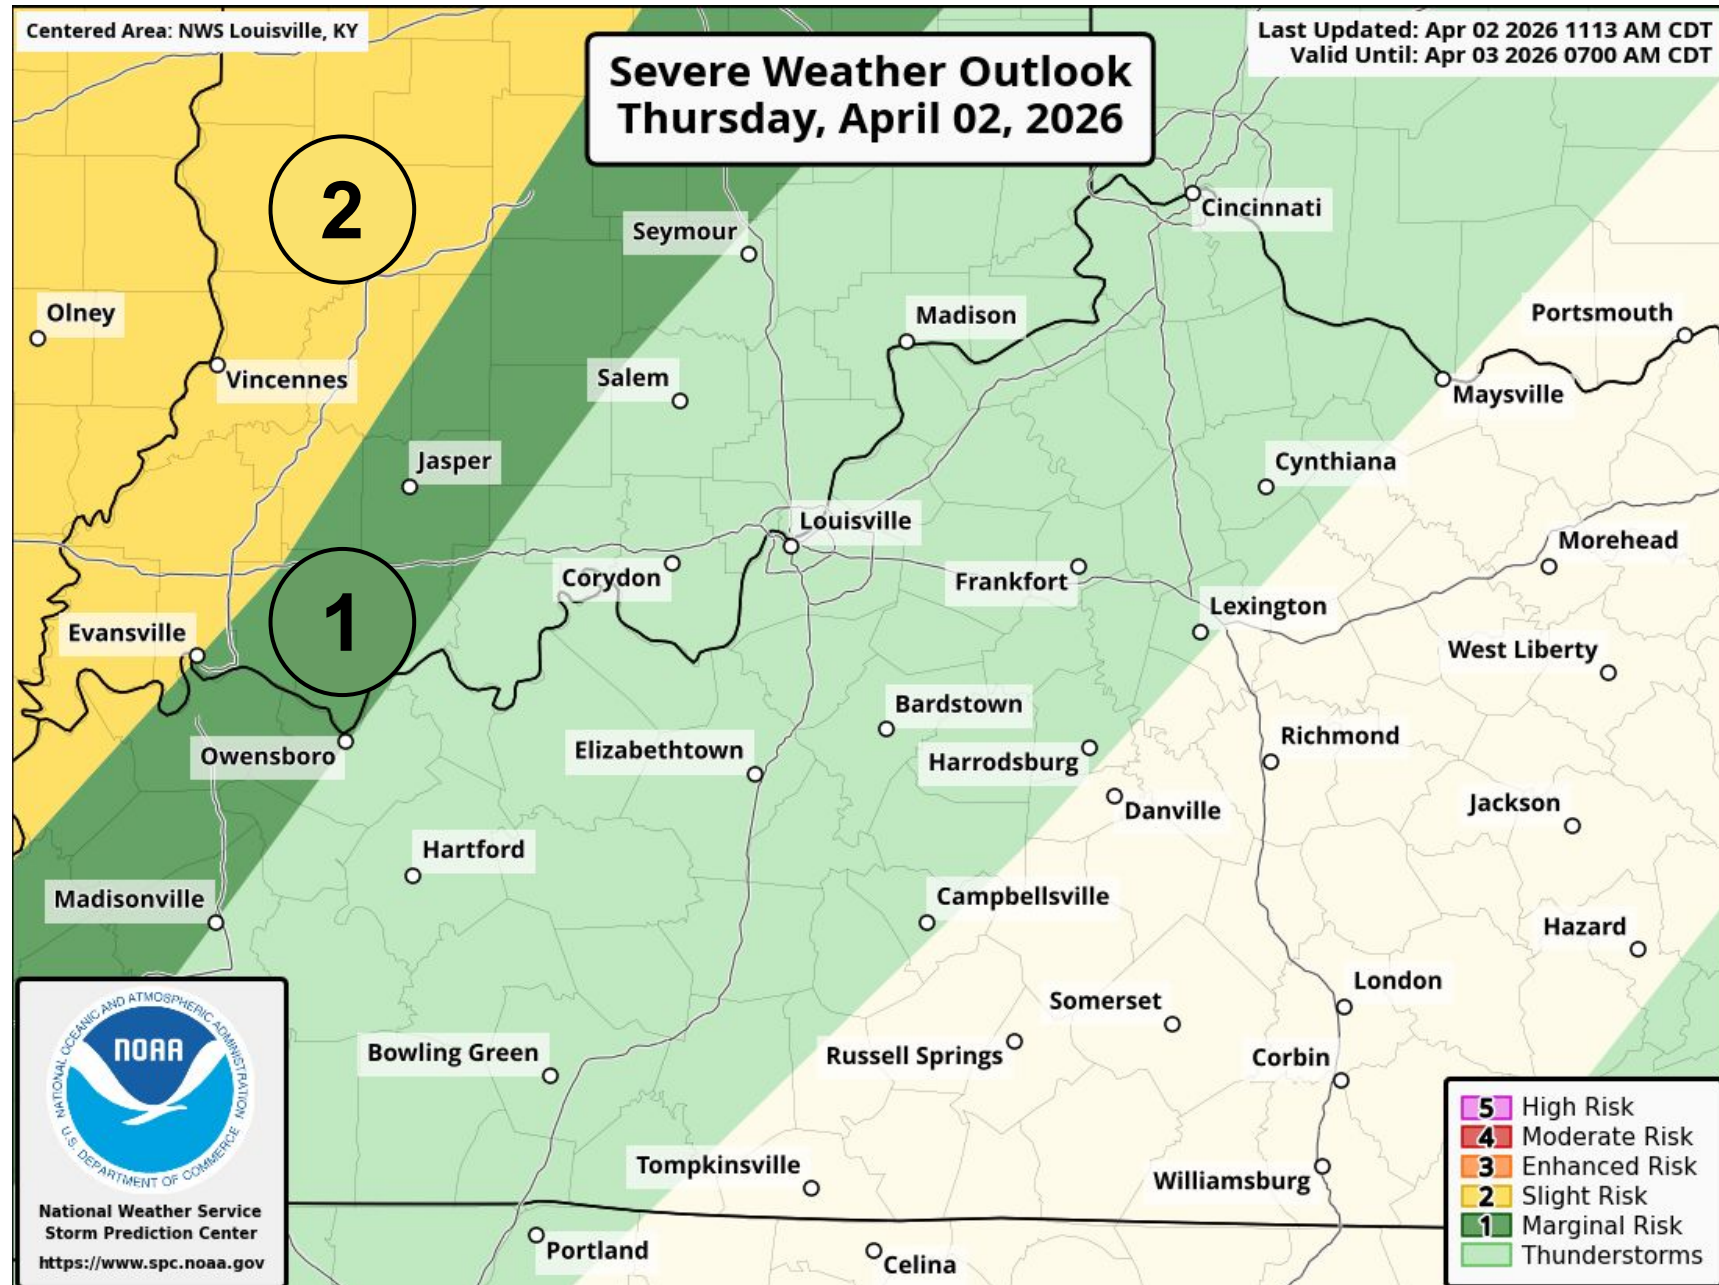 Centered Area: NWS Louisville, KY
Severe Weather Outlook
Thursday, April 02, 2026
Last Updated: Apr 02 2026 1113 AM CDT
Valid Until: Apr 03 2026 0700 AM CDT
2
Cincinnati
Seymour
Olney
Madison
Portsmouth
Vincennes
Salem
Maysville
Jasper
Cynthiana
Louisville
Morehead
Corydon
Frankfort
1
Lexington
Evansville
West Liberty
Bardstown
Richmond
Owensboro
Elizabethtown
Harrodsburg
Danville
Jackson
Hartford
Madisonville
Campbellsville
Hazard
London
Somerset
Bowling Green
Russell Springs
Corbin
Tompkinsville
Williamsburg
Portland
Celina
NATIONAL OCEANIC AND ATMOSPHERIC ADMINISTRATION
NOAA
U.S. DEPARTMENT OF COMMERCE
National Weather Service
Storm Prediction Center
https://www.spc.noaa.gov
5 High Risk
4 Moderate Risk
3 Enhanced Risk
2 Slight Risk
1 Marginal Risk
Thunderstorms